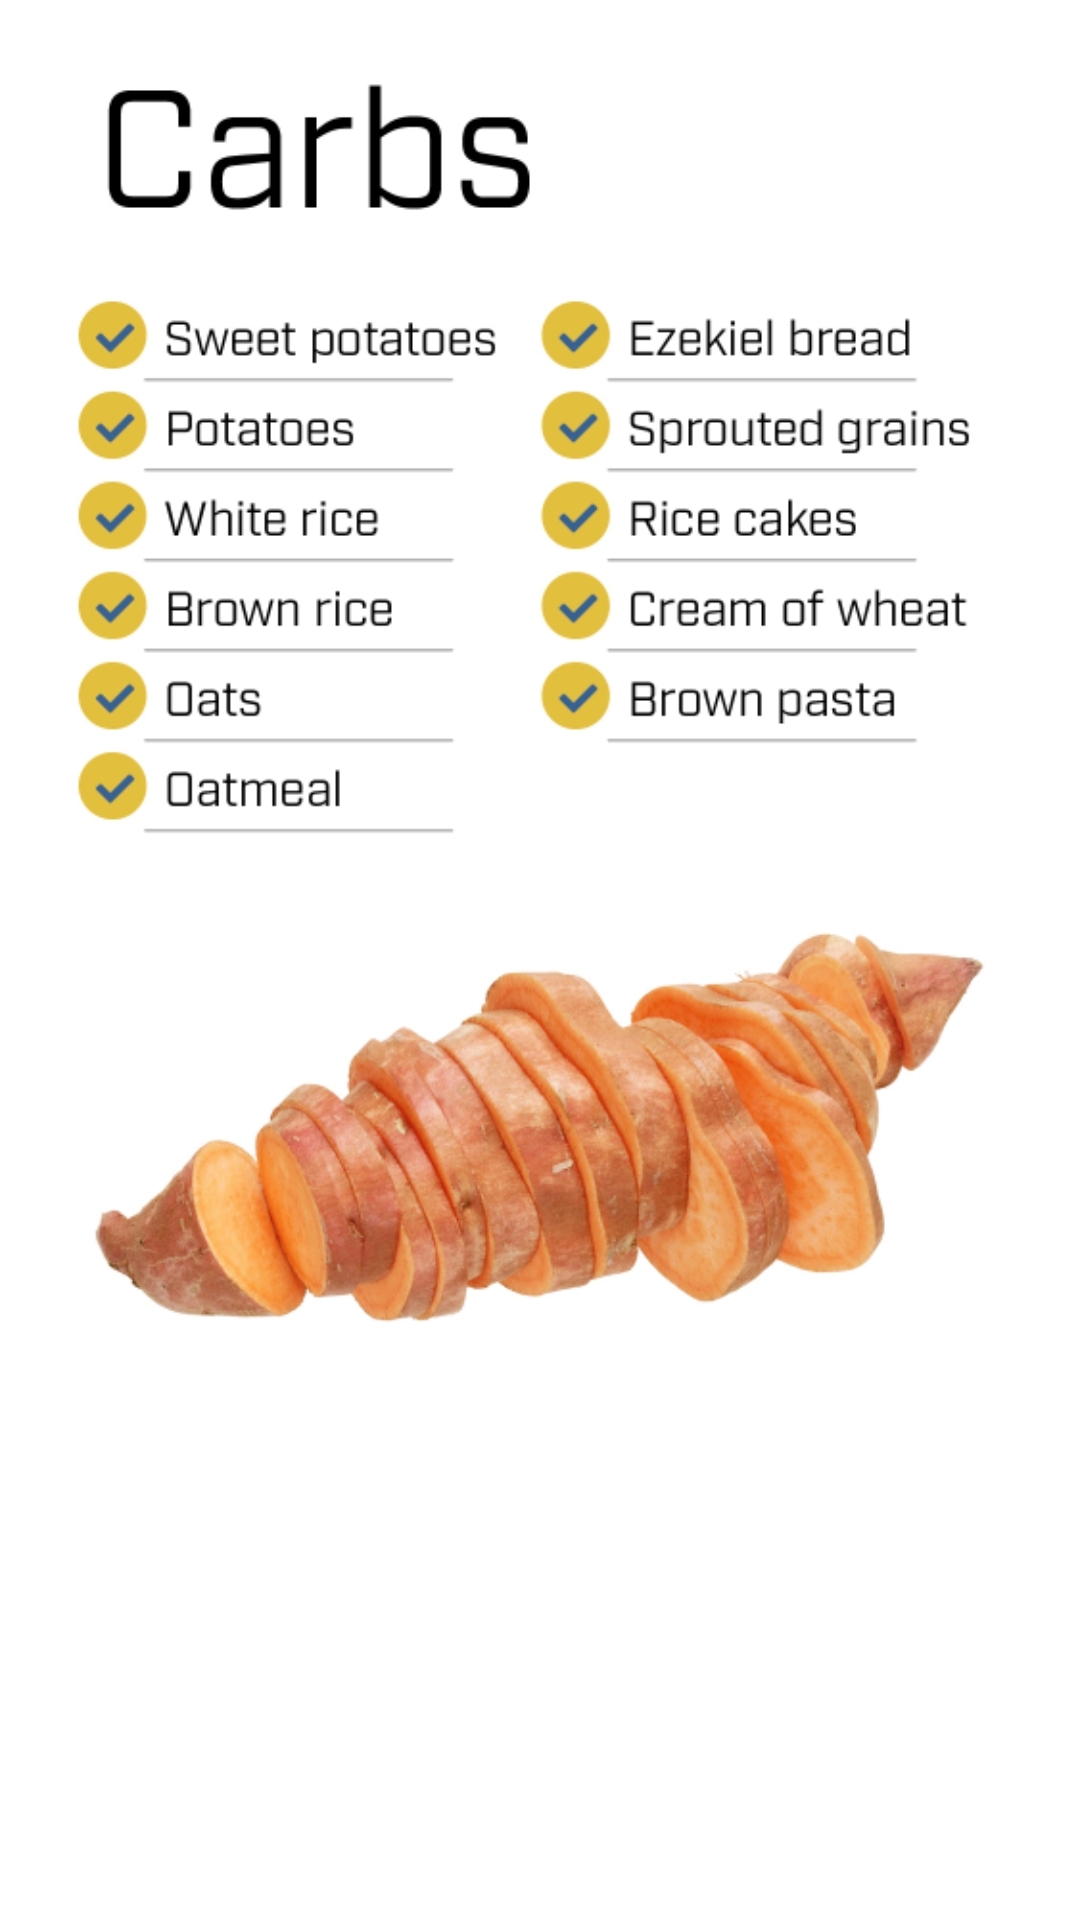 Carbs
Sweet potatoes
Potatoes
White rice
Brown rice
Oats
Oatmeal
Ezekiel bread
Sprouted grains
Rice cakes
Cream of wheat
Brown pasta